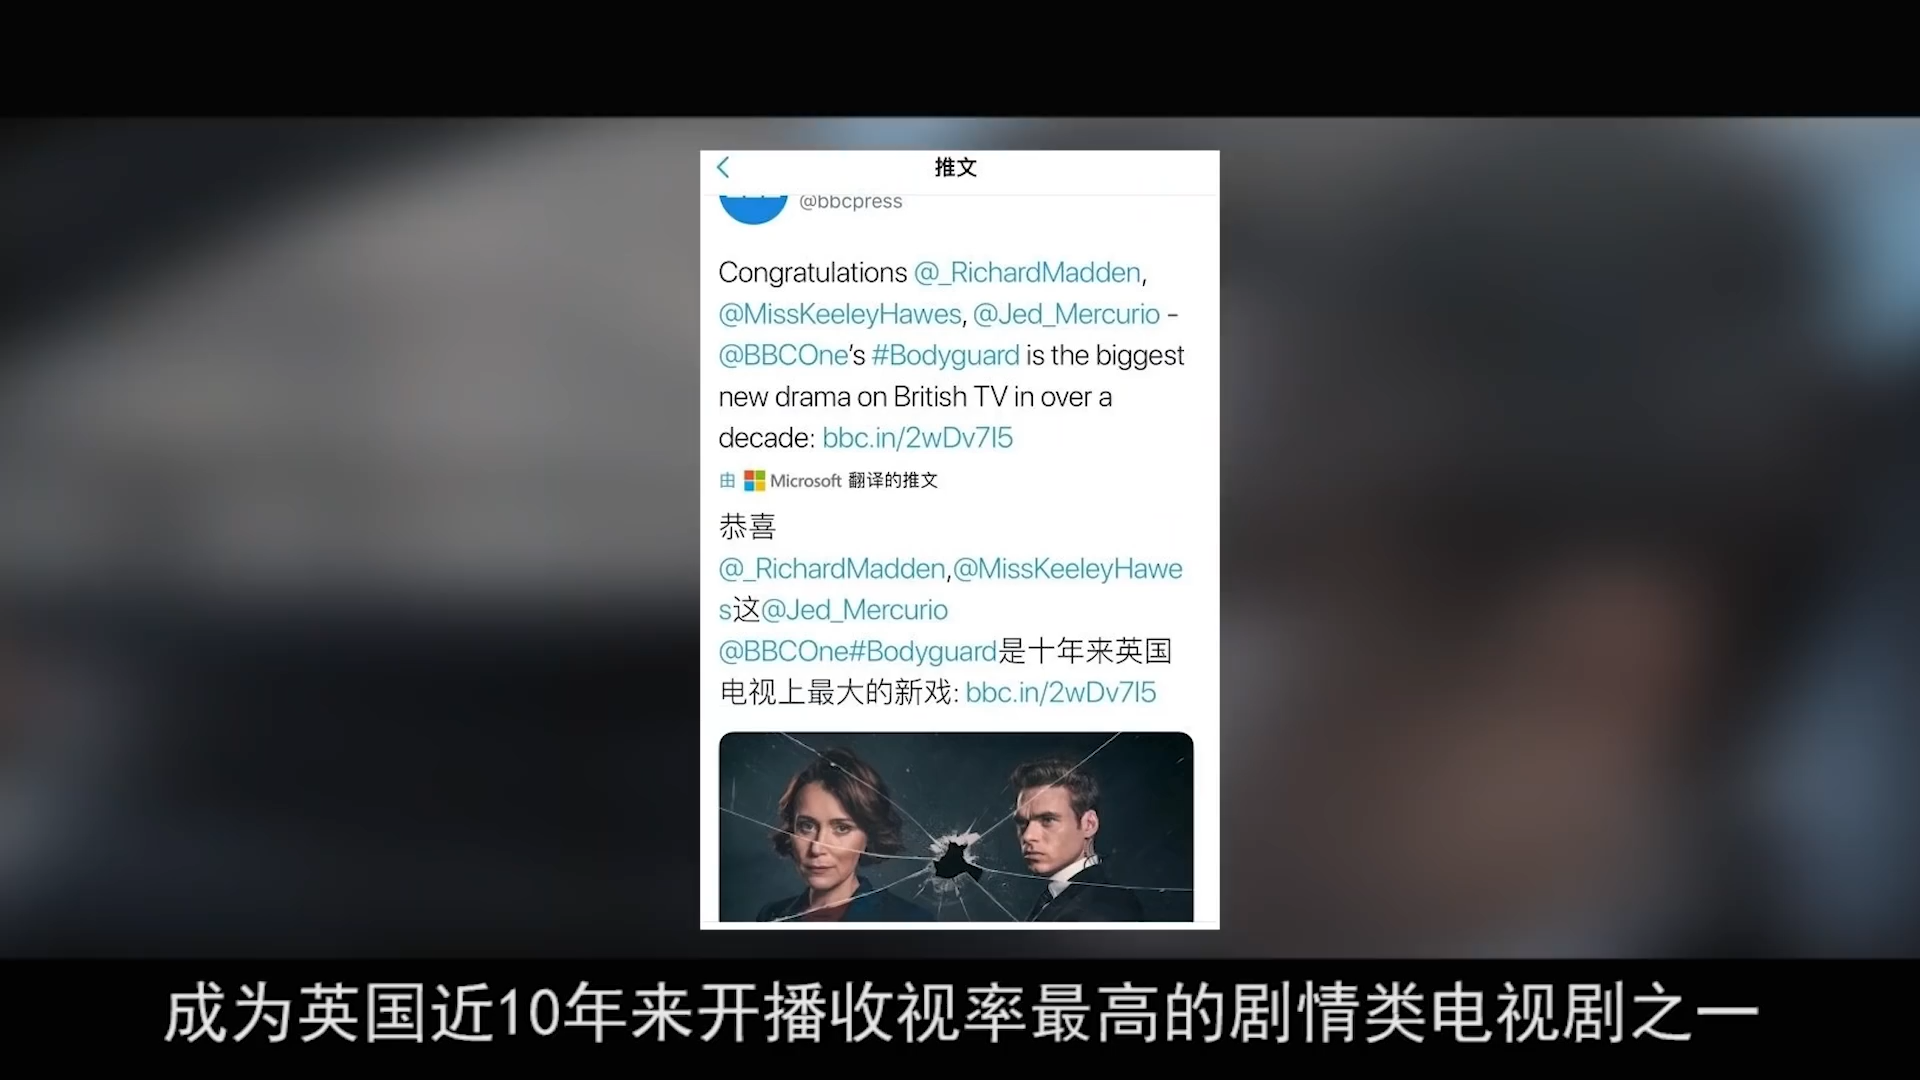 推文
@bbcpress
Congratulations @_RichardMadden,
@MissKeeleyHawes, @Jed_Mercurio -
@BBCOne's #Bodyguard is the biggest
new drama on British TV in over a
decade: bbc.in/2wDv7I5
由 Microsoft 翻译的推文
恭喜
@_RichardMadden,@MissKeeleyHawe
s这@Jed_Mercurio
@BBCOne#Bodyguard是十年来英国
电视上最大的新戏: bbc.in/2wDv7I5
成为英国近10年来开播收视率最高的剧情类电视剧之一